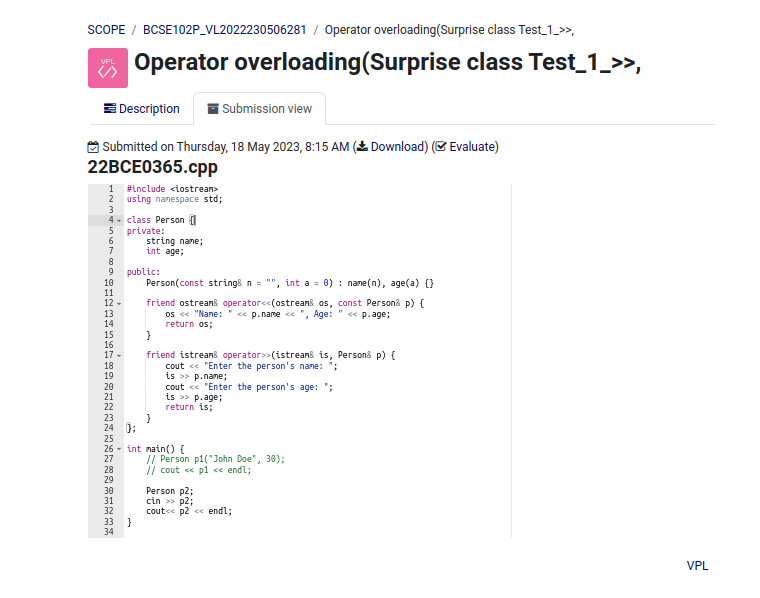 SCOPE / BCSE102P_VL2022230506281 / Operator overloading(Surprise class Test_1_>>,
VPL
</>
Operator overloading(Surprise class Test_1_>>,
Description
Submission view
Submitted on Thursday, 18 May 2023, 8:15 AM (Download) (Evaluate)
22BCE0365.cpp
1 #include <iostream>
2 using namespace std;
3
4 class Person {
5 private:
6     string name;
7     int age;
8
9 public:
10     Person(const string& n = "", int a = 0) : name(n), age(a) {}
11
12     friend ostream& operator<<(ostream& os, const Person& p) {
13         os << "Name: " << p.name << ", Age: " << p.age;
14         return os;
15     }
16
17     friend istream& operator>>(istream& is, Person& p) {
18         cout << "Enter the person's name: ";
19         is >> p.name;
20         cout << "Enter the person's age: ";
21         is >> p.age;
22         return is;
23     }
24 };
25
26 int main() {
27     // Person p1("John Doe", 30);
28     // cout << p1 << endl;
29
30     Person p2;
31     cin >> p2;
32     cout<< p2 << endl;
33 }
34
VPL